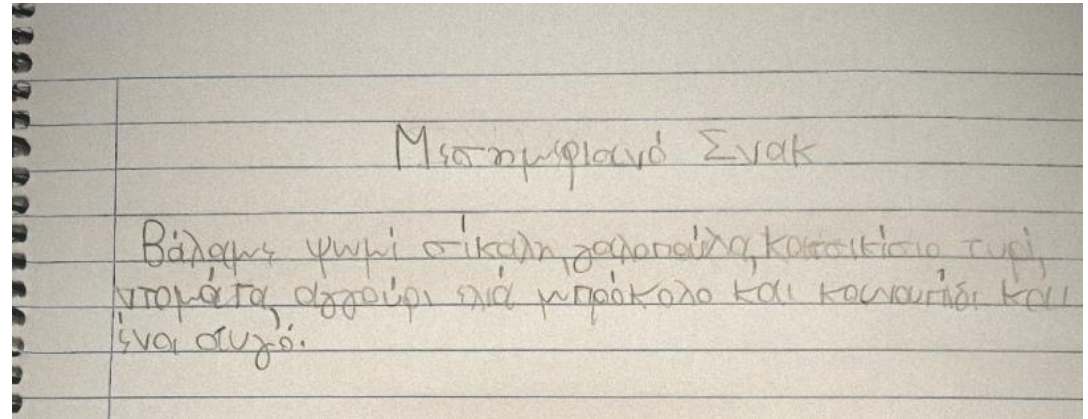 Μεσημεριανό Σνακ
Βάλαμε ψωμί σίκαλη, γαλοπούλα, κατσικίσιο τυρί,
ντομάτα, αγγούρι ελιά μπρόκολο και κουνουπίδι και
ένα αυγό.